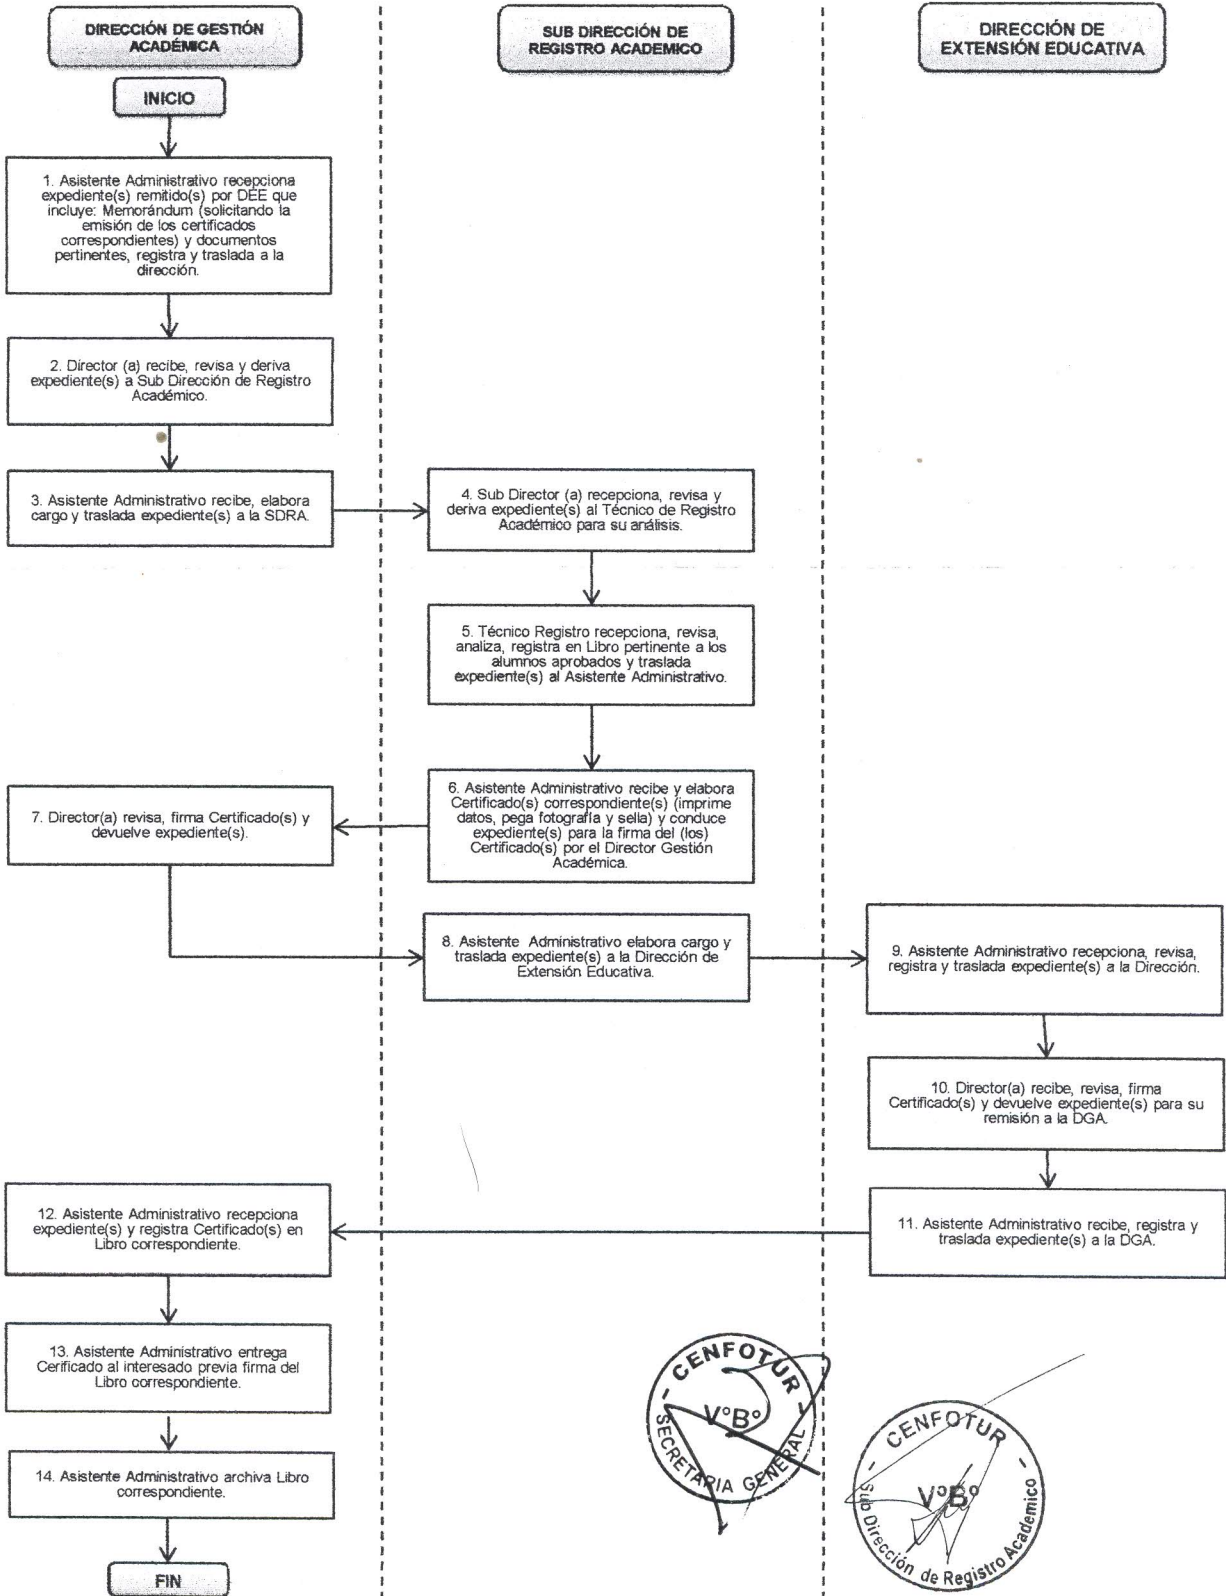 DIRECCIÓN DE GESTIÓN
ACADÉMICA
SUB DIRECCIÓN DE
REGISTRO ACADEMICO
DIRECCIÓN DE
EXTENSIÓN EDUCATIVA
INICIO
1. Asistente Administrativo recepciona
expediente(s) remitido(s) por DEE que
incluye: Memorándum (solicitando la
emisión de los certificados
correspondientes) y documentos
pertinentes, registra y traslada a la
dirección.
2. Director (a) recibe, revisa y deriva
expediente(s) a Sub Dirección de Registro
Académico.
3. Asistente Administrativo recibe, elabora
cargo y traslada expediente(s) a la SDRA.
4. Sub Director (a) recepciona, revisa y
deriva expediente(s) al Técnico de Registro
Académico para su análisis.
5. Técnico Registro recepciona, revisa,
analiza, registra en Libro pertinente a los
alumnos aprobados y traslada
expediente(s) al Asistente Administrativo.
6. Asistente Administrativo recibe y elabora
Certificado(s) correspondiente(s) (imprime
datos, pega fotografía y sella) y conduce
expediente(s) para la firma del (los)
Certificado(s) por el Director Gestión
Académica.
7. Director(a) revisa, firma Certificado(s) y
devuelve expediente(s).
8. Asistente Administrativo elabora cargo y
traslada expediente(s) a la Dirección de
Extensión Educativa.
9. Asistente Administrativo recepciona, revisa,
registra y traslada expediente(s) a la Dirección.
10. Director(a) recibe, revisa, firma
Certificado(s) y devuelve expediente(s) para su
remisión a la DGA.
11. Asistente Administrativo recibe, registra y
traslada expediente(s) a la DGA.
12. Asistente Administrativo recepciona
expediente(s) y registra Certificado(s) en
Libro correspondiente.
13. Asistente Administrativo entrega
Cerificado al interesado previa firma del
Libro correspondiente.
14. Asistente Administrativo archiva Libro
correspondiente.
FIN
- CENFOTUR -
V°B°
SECRETARIA GENERAL
- CENFOTUR -
V°B°
Sub Dirección de Registro Academico